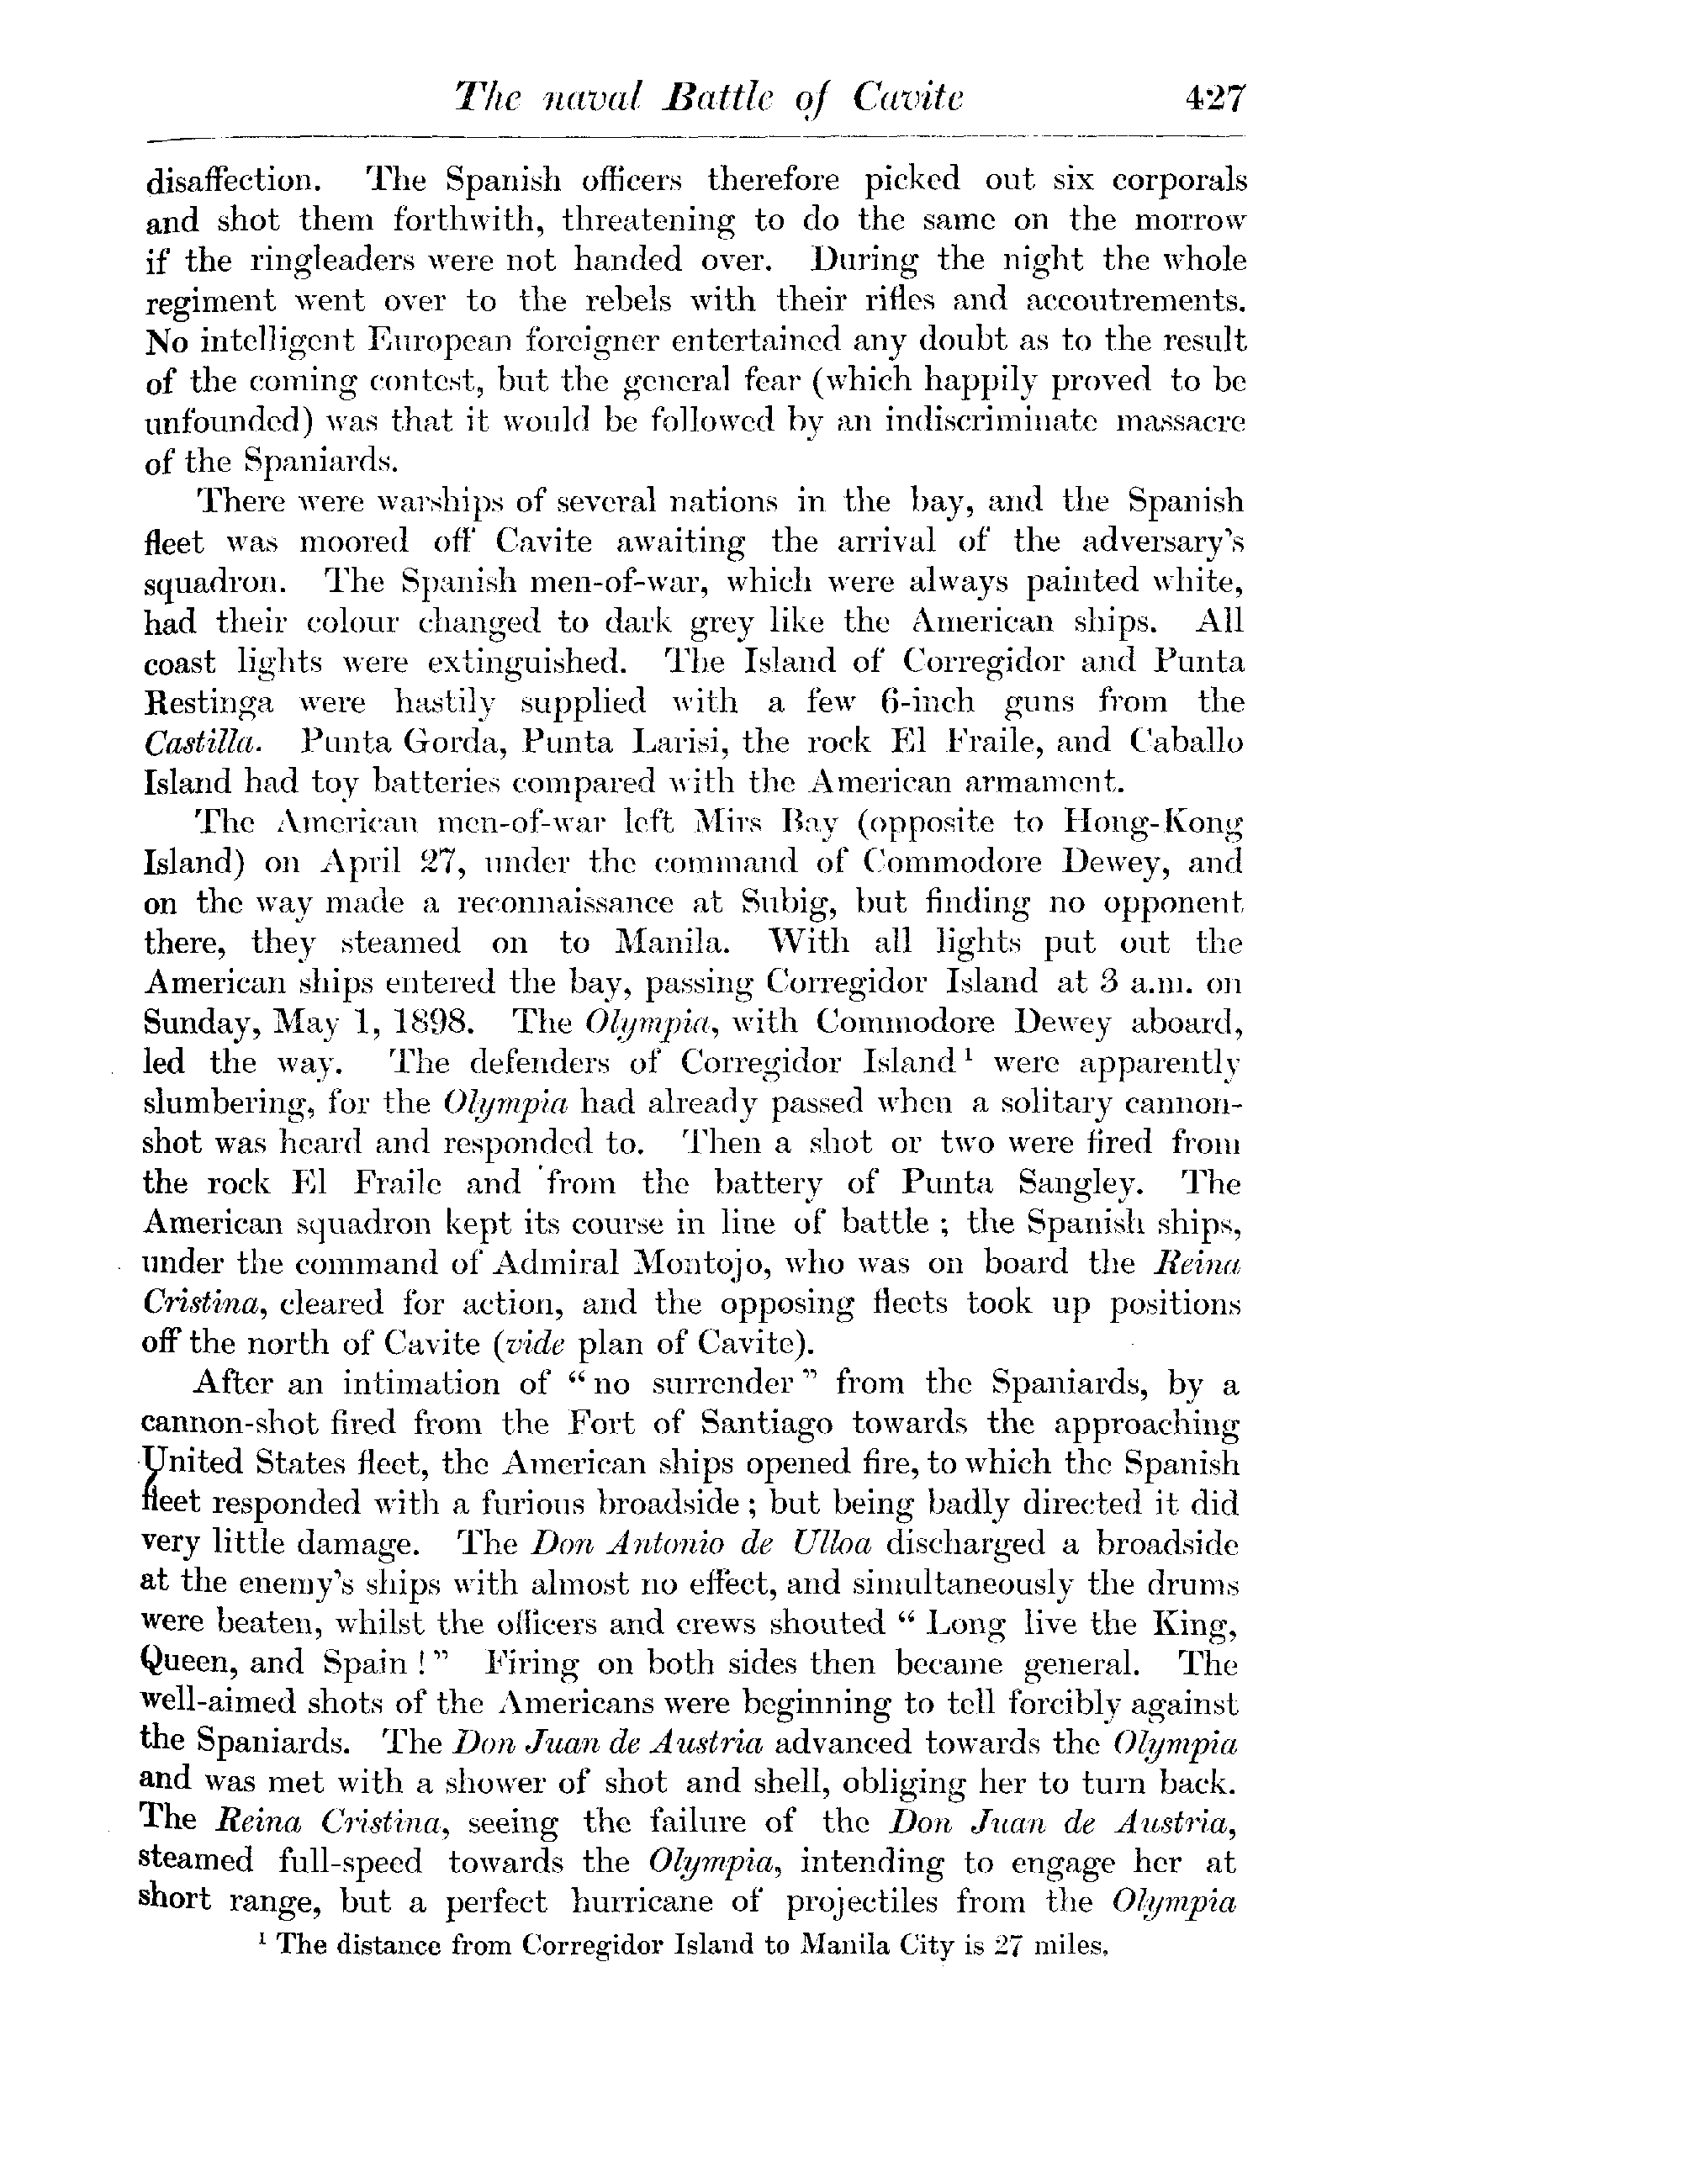 The naval Battle of Cavite 427
disaffection. The Spanish officers therefore picked out six corporals
and shot them forthwith, threatening to do the same on the morrow
if the ringleaders were not handed over. During the night the whole
regiment went over to the rebels with their rifles and accoutrements.
No intelligent European foreigner entertained any doubt as to the result
of the coming contest, but the general fear (which happily proved to be
unfounded) was that it would be followed by an indiscriminate massacre
of the Spaniards.
There were warships of several nations in the bay, and the Spanish
fleet was moored off Cavite awaiting the arrival of the adversary's
squadron. The Spanish men-of-war, which were always painted white,
had their colour changed to dark grey like the American ships. All
coast lights were extinguished. The Island of Corregidor and Punta
Restinga were hastily supplied with a few 6-inch guns from the
Castilla. Punta Gorda, Punta Larisi, the rock El Fraile, and Caballo
Island had toy batteries compared with the American armament.
The American men-of-war left Mirs Bay (opposite to Hong-Kong
Island) on April 27, under the command of Commodore Dewey, and
on the way made a reconnaissance at Subig, but finding no opponent
there, they steamed on to Manila. With all lights put out the
American ships entered the bay, passing Corregidor Island at 3 a.m. on
Sunday, May 1, 1898. The Olympia, with Commodore Dewey aboard,
led the way. The defenders of Corregidor Island ¹ were apparently
slumbering, for the Olympia had already passed when a solitary cannon-
shot was heard and responded to. Then a shot or two were fired from
the rock El Fraile and from the battery of Punta Sangley. The
American squadron kept its course in line of battle ; the Spanish ships,
under the command of Admiral Montojo, who was on board the Reina
Cristina, cleared for action, and the opposing fleets took up positions
off the north of Cavite (vide plan of Cavite).
After an intimation of “ no surrender ” from the Spaniards, by a
cannon-shot fired from the Fort of Santiago towards the approaching
United States fleet, the American ships opened fire, to which the Spanish
fleet responded with a furious broadside ; but being badly directed it did
very little damage. The Don Antonio de Ulloa discharged a broadside
at the enemy's ships with almost no effect, and simultaneously the drums
were beaten, whilst the officers and crews shouted “ Long live the King,
Queen, and Spain ! ” Firing on both sides then became general. The
well-aimed shots of the Americans were beginning to tell forcibly against
the Spaniards. The Don Juan de Austria advanced towards the Olympia
and was met with a shower of shot and shell, obliging her to turn back.
The Reina Cristina, seeing the failure of the Don Juan de Austria,
steamed full-speed towards the Olympia, intending to engage her at
short range, but a perfect hurricane of projectiles from the Olympia
¹ The distance from Corregidor Island to Manila City is 27 miles.